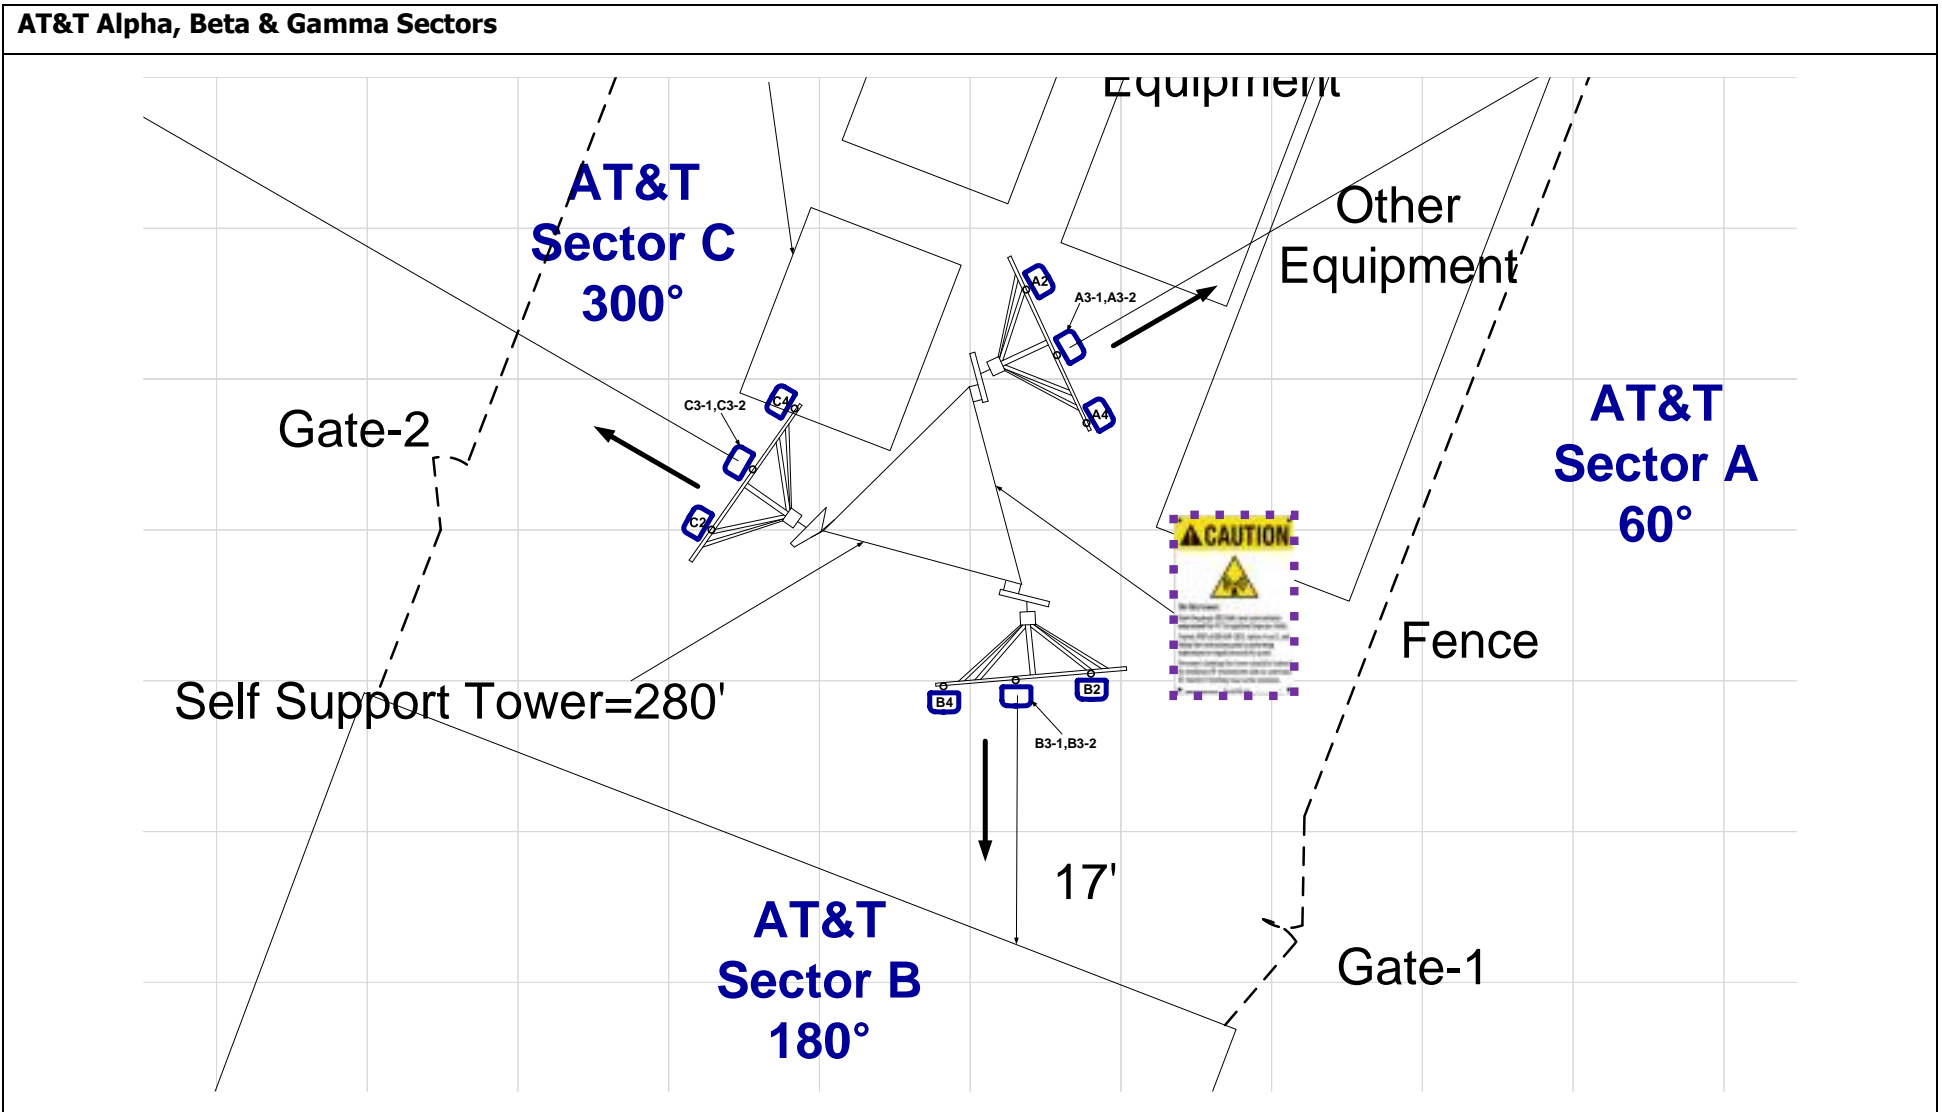 AT&T Alpha, Beta & Gamma Sectors
Equipment
AT&T
Sector C
300°
Other
Equipment
A2
A3-1,A3-2
A4
C4
C3-1,C3-2
C2
Gate-2
AT&T
Sector A
60°
CAUTION
Fence
Self Support Tower=280'
B4
B2
B3-1,B3-2
17'
AT&T
Sector B
180°
Gate-1